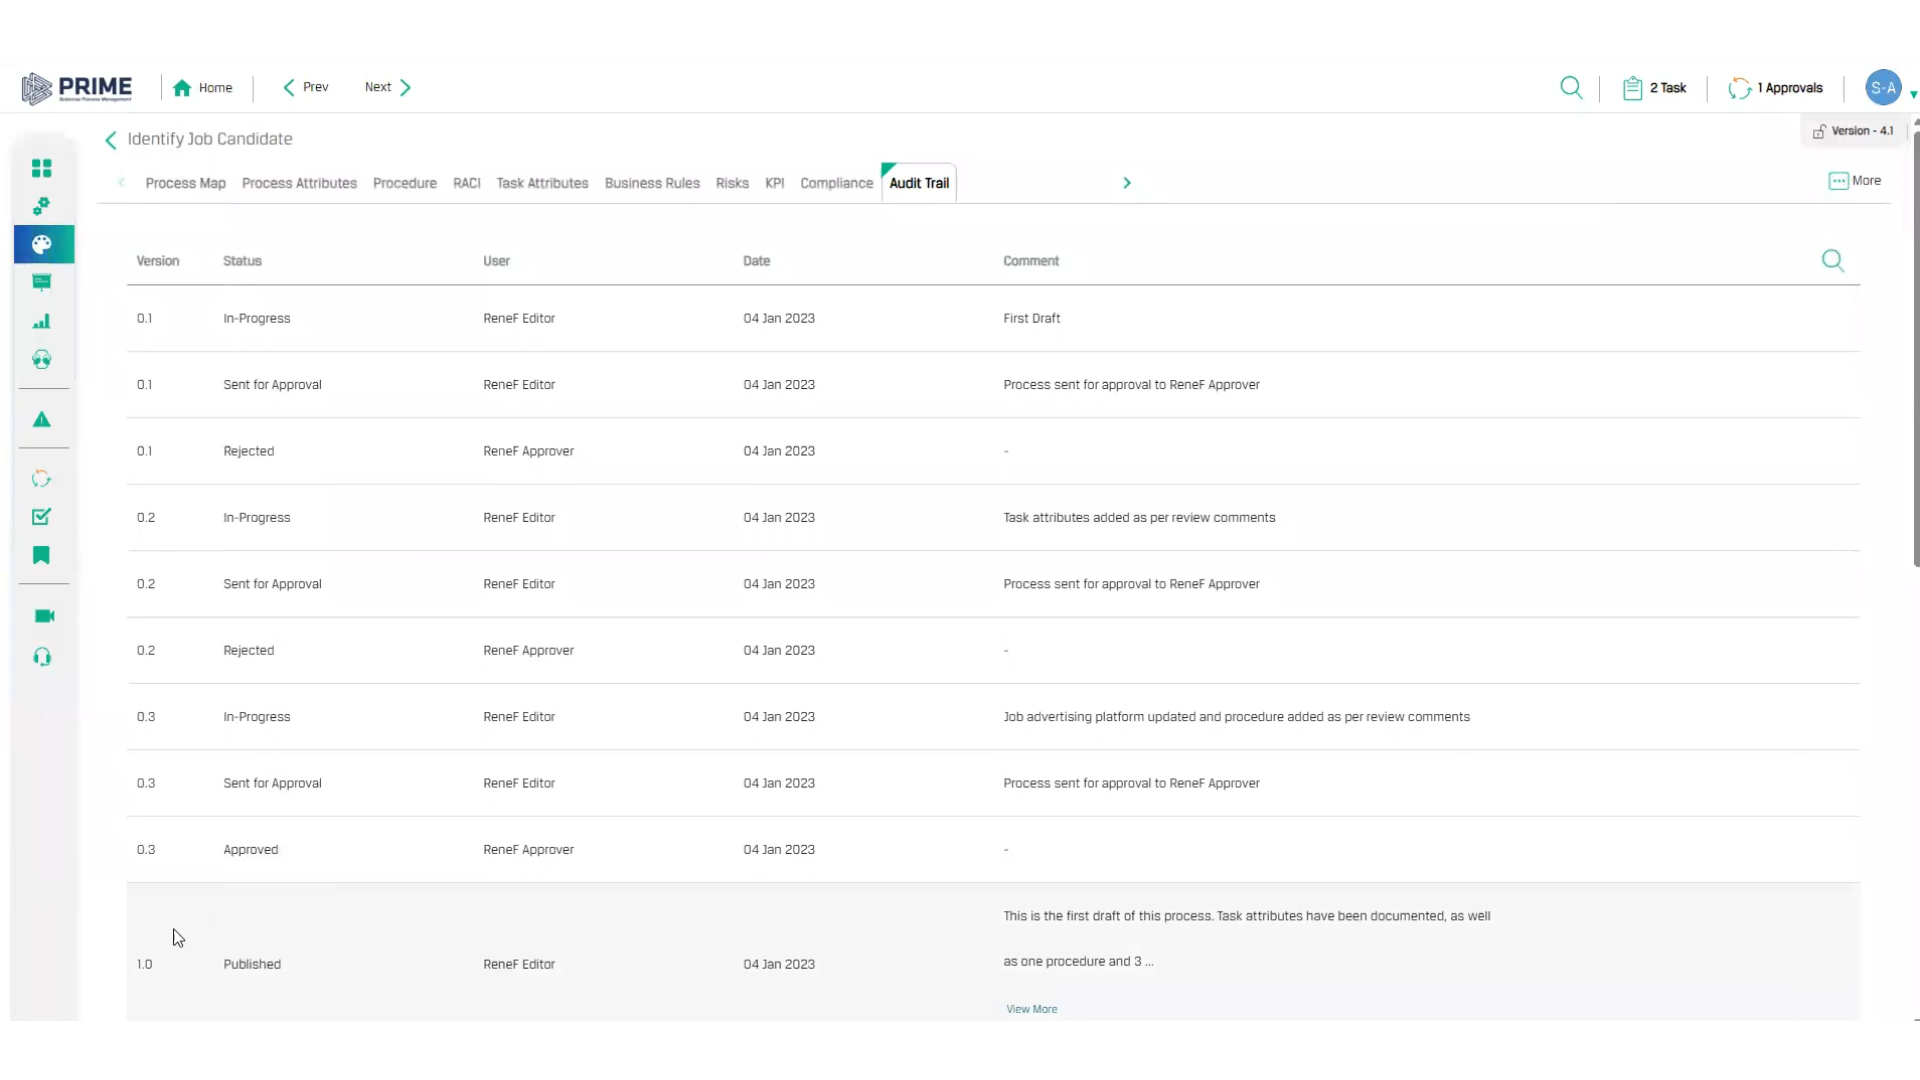 PRIME
Business Process Management
Home
Prev
Next
2 Task
1 Approvals
S-A
Identify Job Candidate
Version - 4.1
Process Map Process Attributes Procedure RACI Task Attributes Business Rules Risks KPI Compliance Audit Trail
More
Version Status User Date Comment
0.1 In-Progress ReneF Editor 04 Jan 2023 First Draft
0.1 Sent for Approval ReneF Editor 04 Jan 2023 Process sent for approval to ReneF Approver
0.1 Rejected ReneF Approver 04 Jan 2023 -
0.2 In-Progress ReneF Editor 04 Jan 2023 Task attributes added as per review comments
0.2 Sent for Approval ReneF Editor 04 Jan 2023 Process sent for approval to ReneF Approver
0.2 Rejected ReneF Approver 04 Jan 2023 -
0.3 In-Progress ReneF Editor 04 Jan 2023 Job advertising platform updated and procedure added as per review comments
0.3 Sent for Approval ReneF Editor 04 Jan 2023 Process sent for approval to ReneF Approver
0.3 Approved ReneF Approver 04 Jan 2023 -
This is the first draft of this process. Task attributes have been documented, as well
1.0 Published ReneF Editor 04 Jan 2023 as one procedure and 3 ...
View More